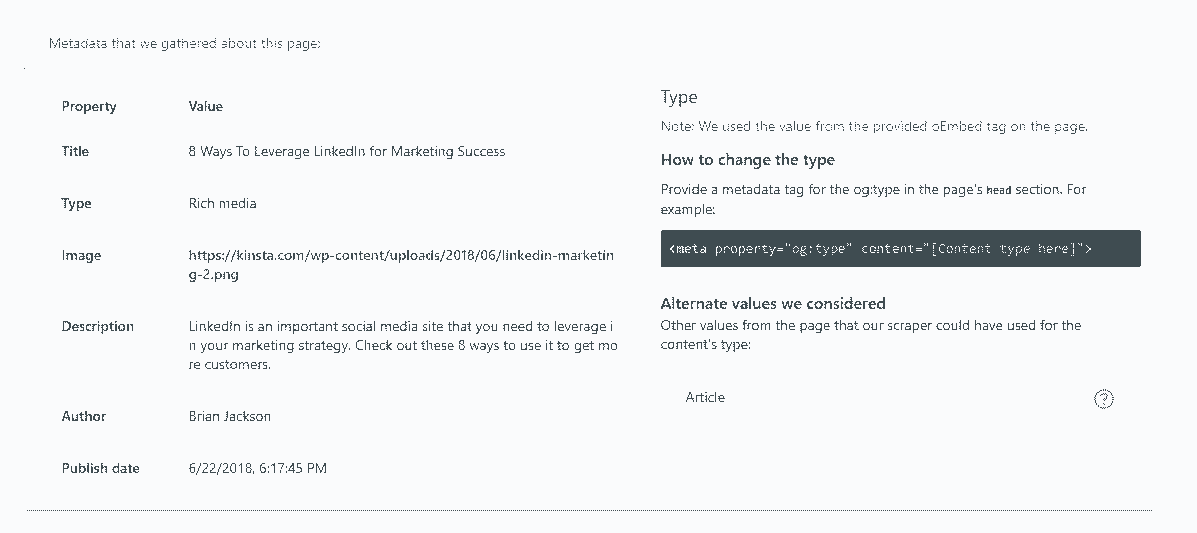 Metadata that we gathered about this page:
Property Value
Title 8 Ways To Leverage LinkedIn for Marketing Success
Type Rich media
Image https://kinsta.com/wp-content/uploads/2018/06/linkedin-marketin
g-2.png
Description LinkedIn is an important social media site that you need to leverage i
n your marketing strategy. Check out these 8 ways to use it to get mo
re customers.
Author Brian Jackson
Publish date 6/22/2018, 6:17:45 PM
Type
Note: We used the value from the provided oEmbed tag on the page.
How to change the type
Provide a metadata tag for the og:type in the page's head section. For
example:
<meta property="og:type" content="[Content type here]">
Alternate values we considered
Other values from the page that our scraper could have used for the
content's type:
Article ?